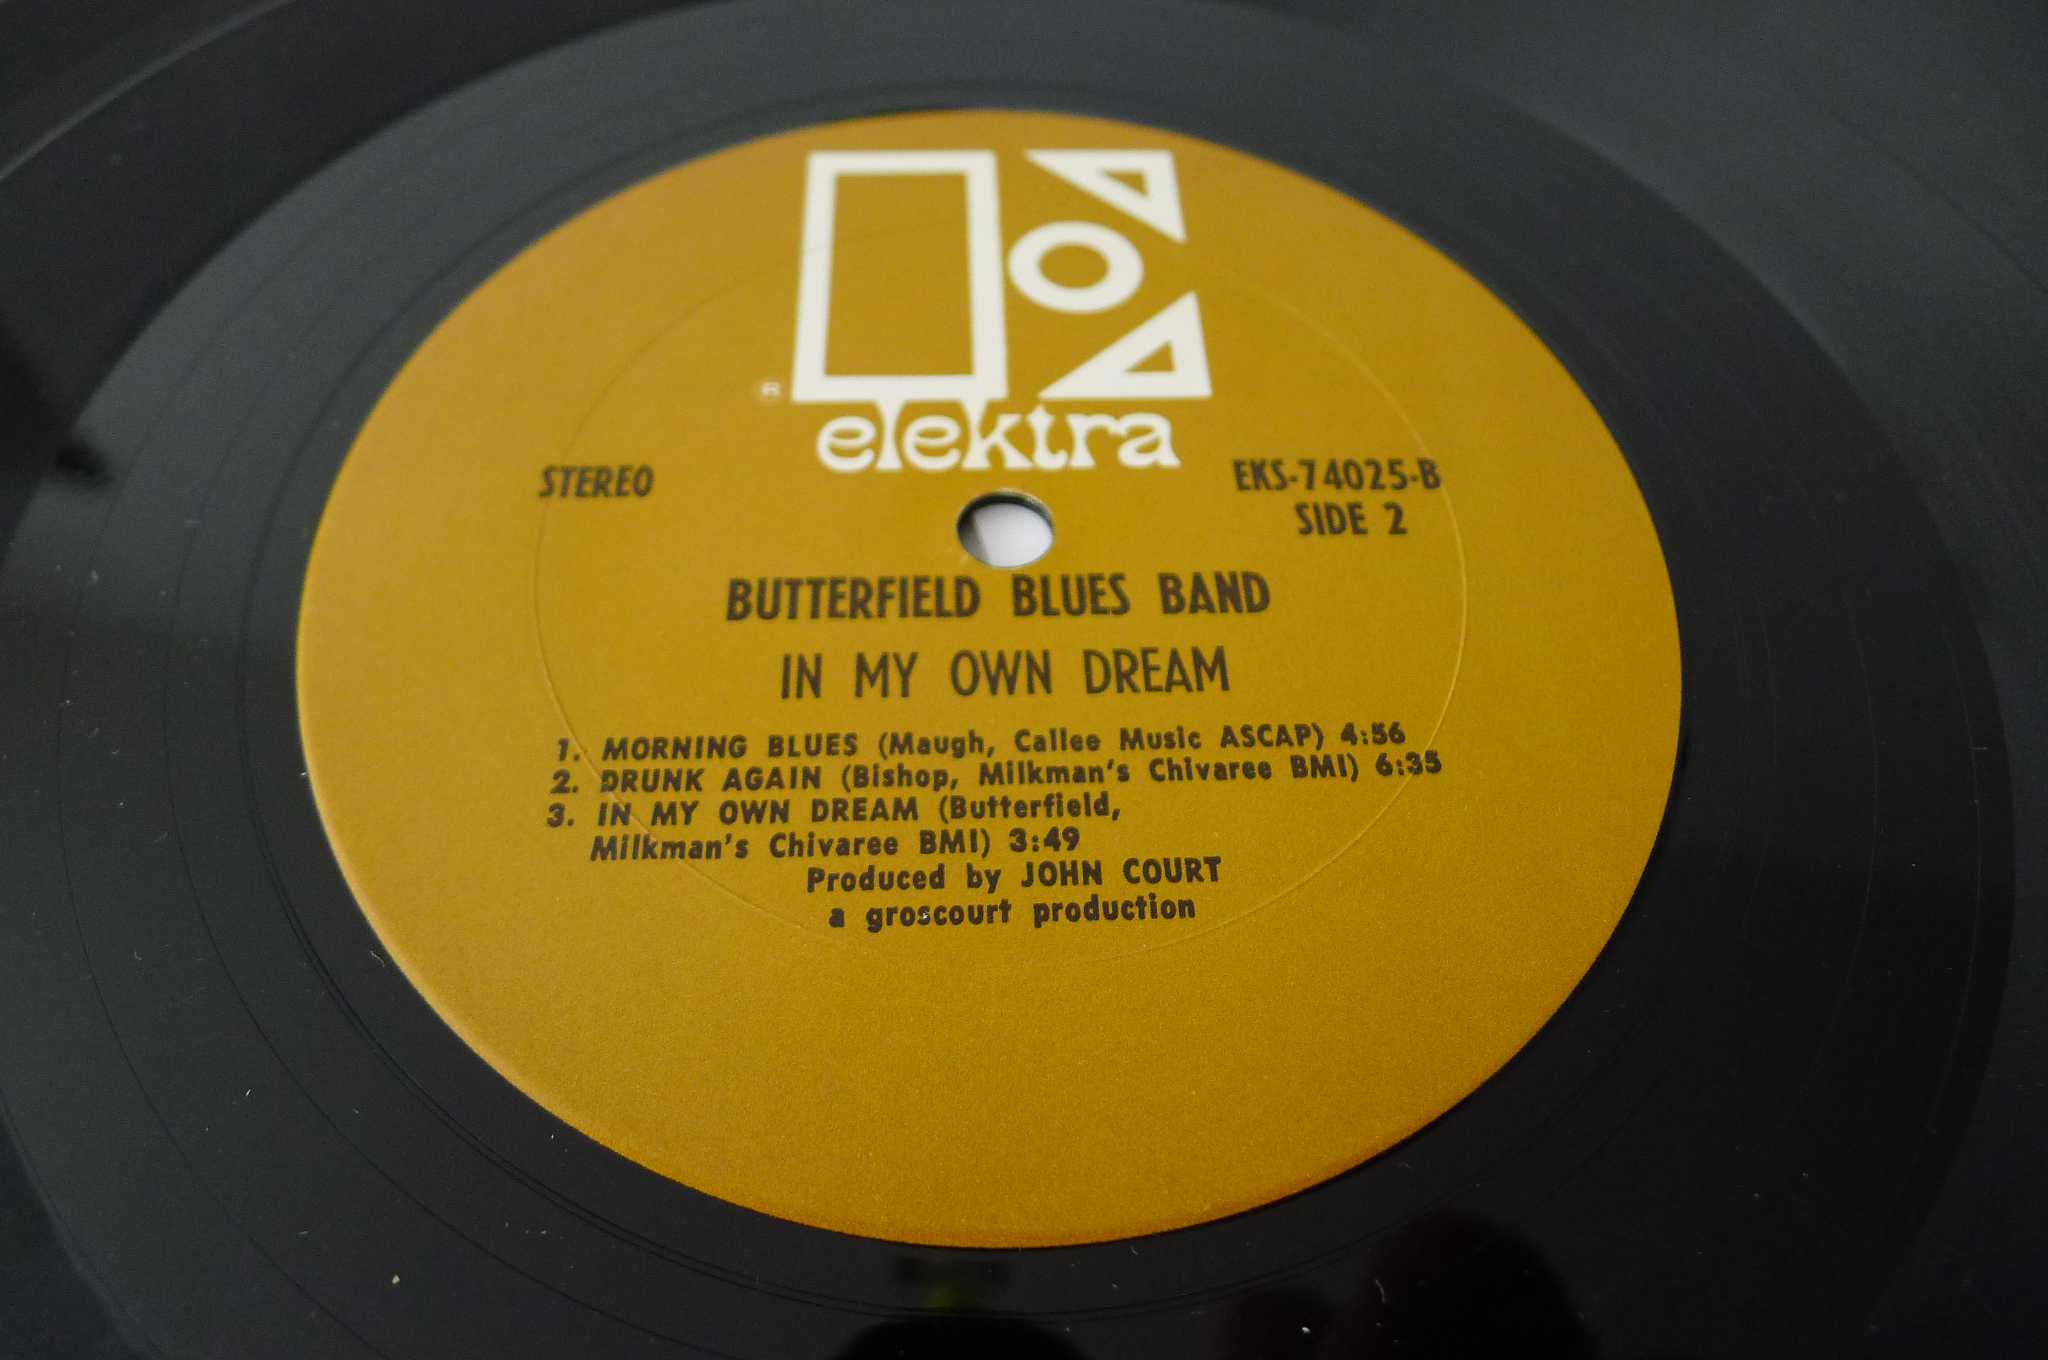 ®
elektra
STEREO
EKS-74025-B
SIDE 2
BUTTERFIELD BLUES BAND
IN MY OWN DREAM
1. MORNING BLUES (Maugh, Callee Music ASCAP) 4:56
2. DRUNK AGAIN (Bishop, Milkman's Chivaree BMI) 6:35
3. IN MY OWN DREAM (Butterfield,
Milkman's Chivaree BMI) 3:49
Produced by JOHN COURT
a groscourt production